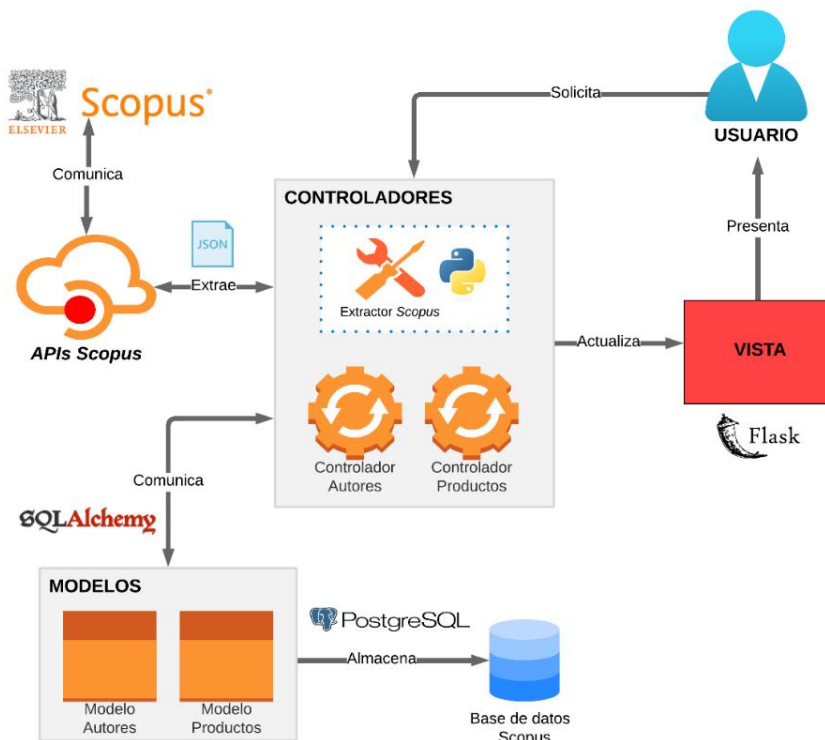 Scopus®
ELSEVIER
Comunica
Solicita
USUARIO
CONTROLADORES
JSON
Extrae
APIs Scopus
Extractor Scopus
Presenta
Actualiza
VISTA
Flask
Controlador
Autores
Controlador
Productos
Comunica
SQLAlchemy
MODELOS
Modelo
Autores
Modelo
Productos
PostgreSQL
Almacena
Base de datos
Scopus